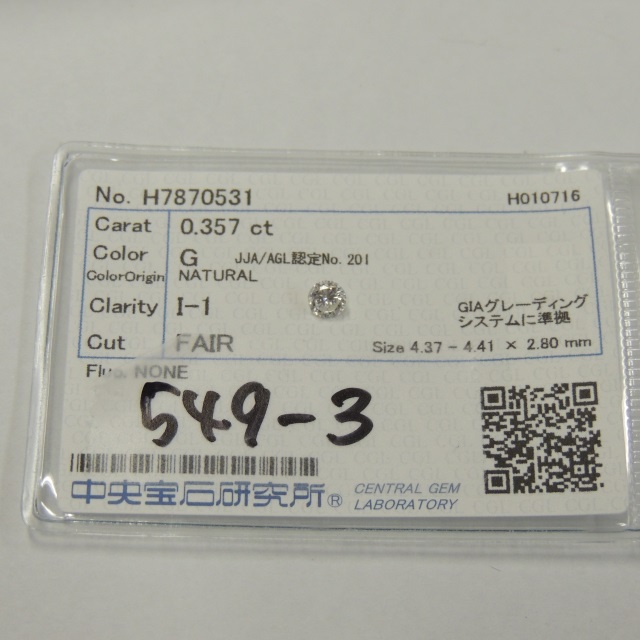 No. H7870531 H010716
Carat 0.357 ct
Color G JJA/AGL認定No.201
ColorOrigin NATURAL
Clarity I-1 GIAグレーディング
システムに準拠
Cut FAIR Size 4.37 - 4.41 × 2.80 mm
Fluo. NONE
549-3
中央宝石研究所® CENTRAL GEM
LABORATORY